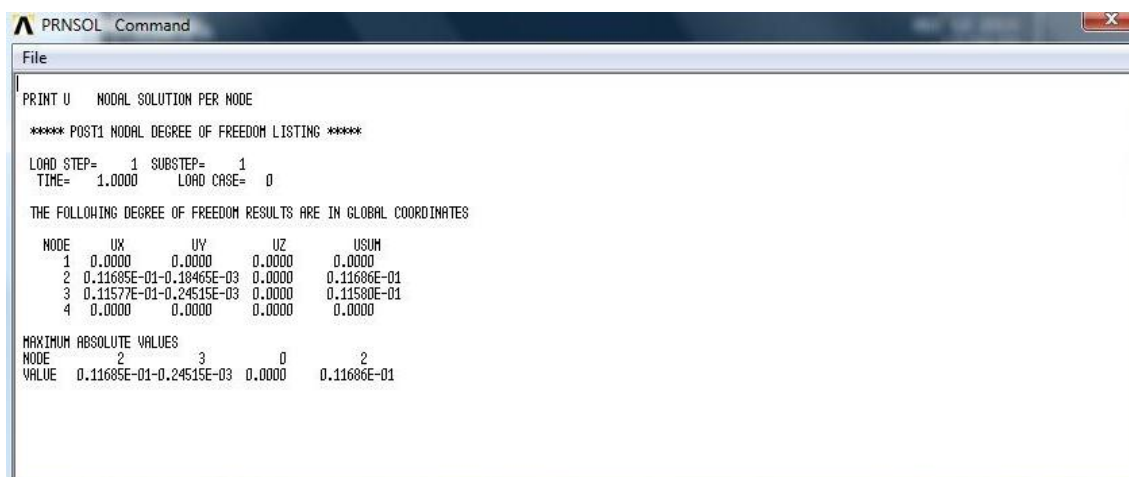 PRNSOL Command
File
PRINT U NODAL SOLUTION PER NODE
***** POST1 NODAL DEGREE OF FREEDOM LISTING *****
LOAD STEP= 1 SUBSTEP= 1
TIME= 1.0000 LOAD CASE= 0
THE FOLLOWING DEGREE OF FREEDOM RESULTS ARE IN GLOBAL COORDINATES
NODE UX UY UZ USUM
1 0.0000 0.0000 0.0000 0.0000
2 0.11685E-01-0.18465E-03 0.0000 0.11686E-01
3 0.11577E-01-0.24515E-03 0.0000 0.11580E-01
4 0.0000 0.0000 0.0000 0.0000
MAXIMUM ABSOLUTE VALUES
NODE 2 3 0 2
VALUE 0.11685E-01-0.24515E-03 0.0000 0.11686E-01